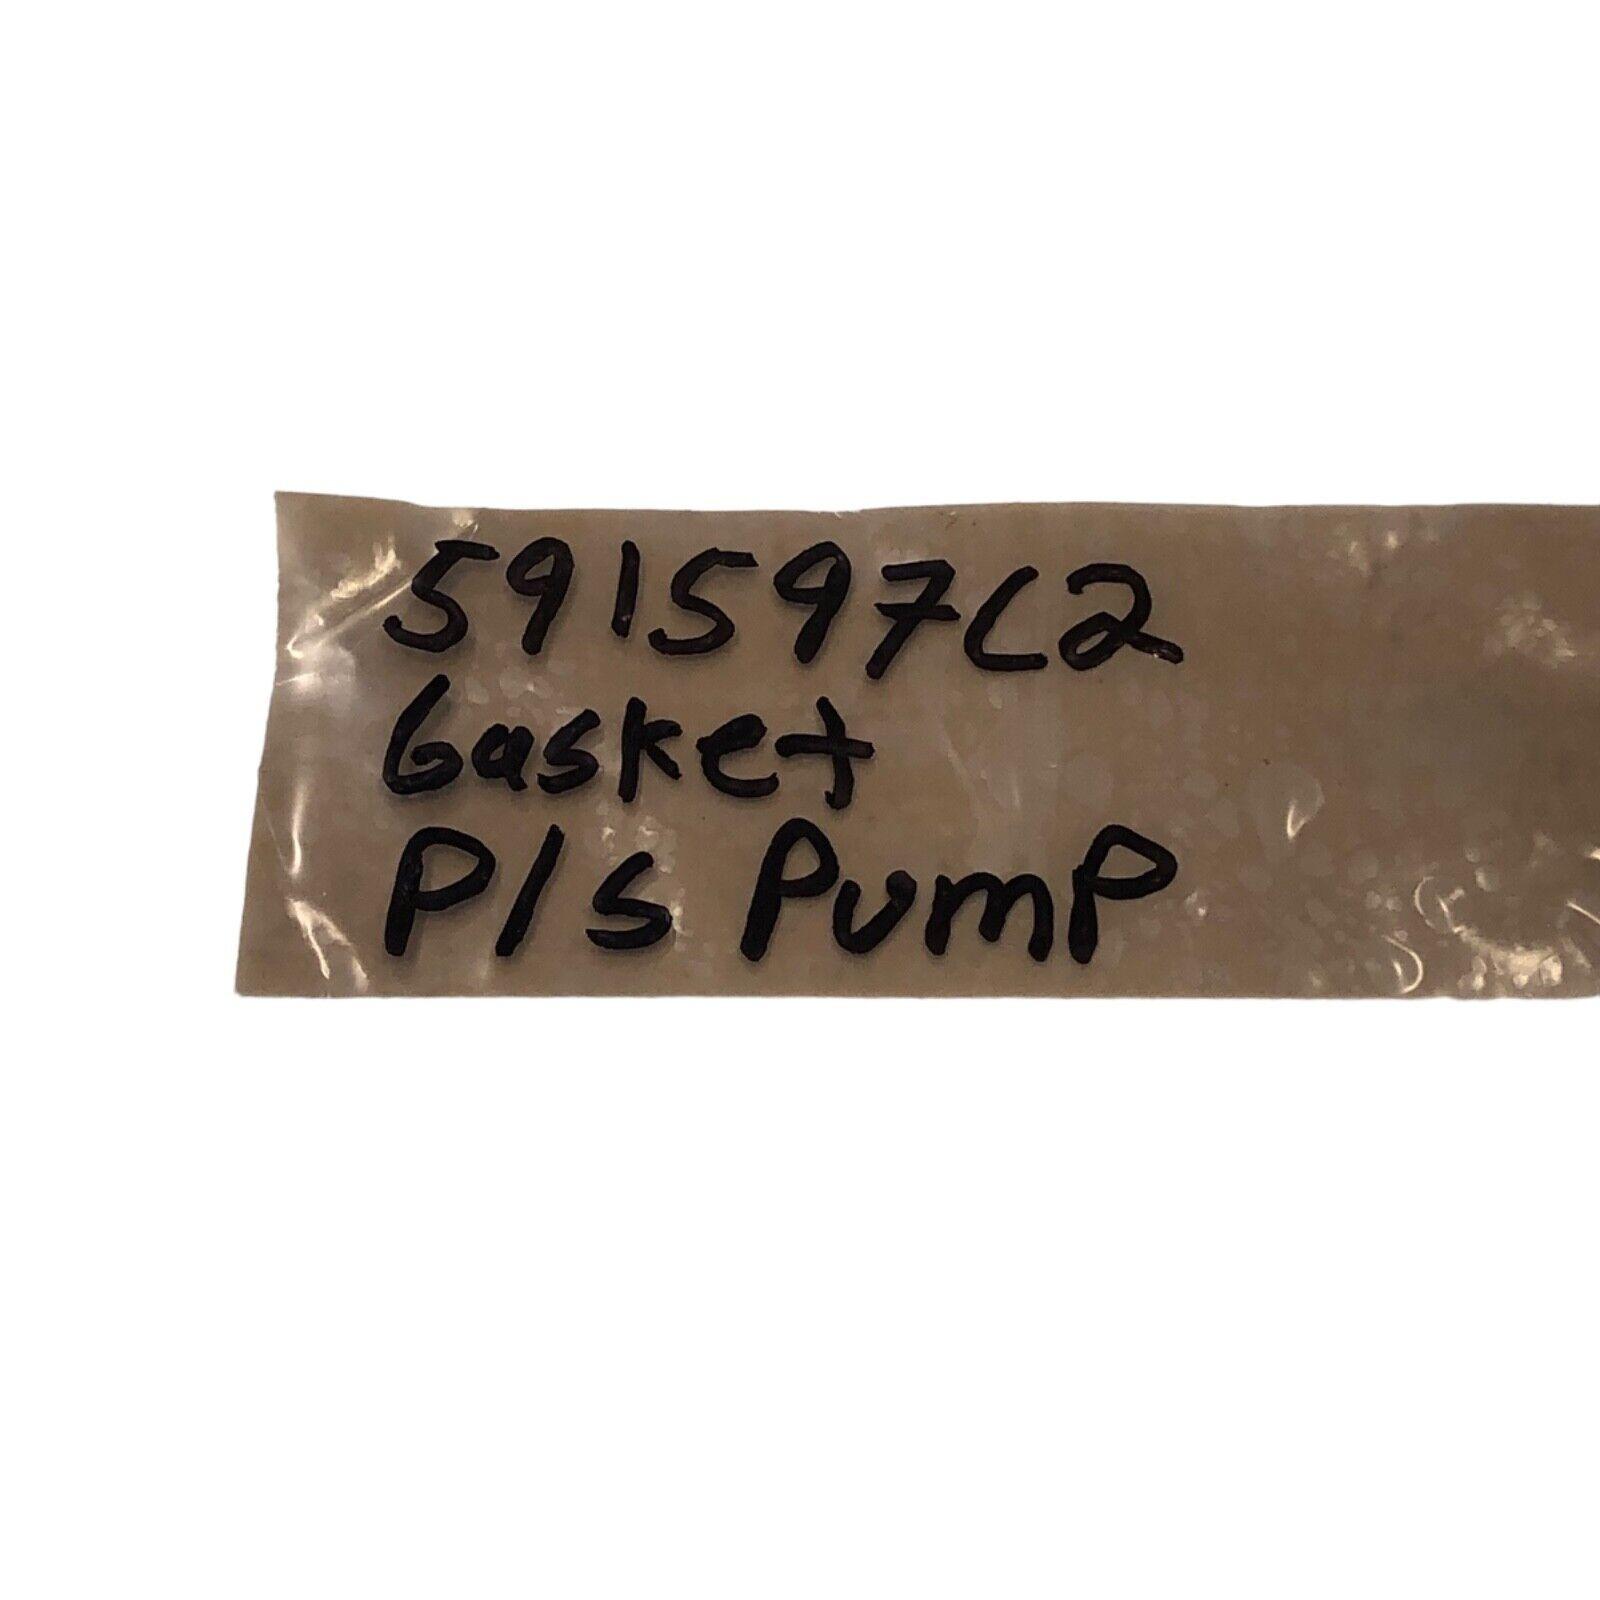 591597C2
Gasket
P/S PumP